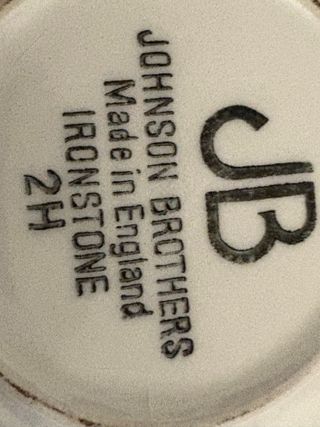 JB
JOHNSON BROTHERS
Made in England
IRONSTONE
2H